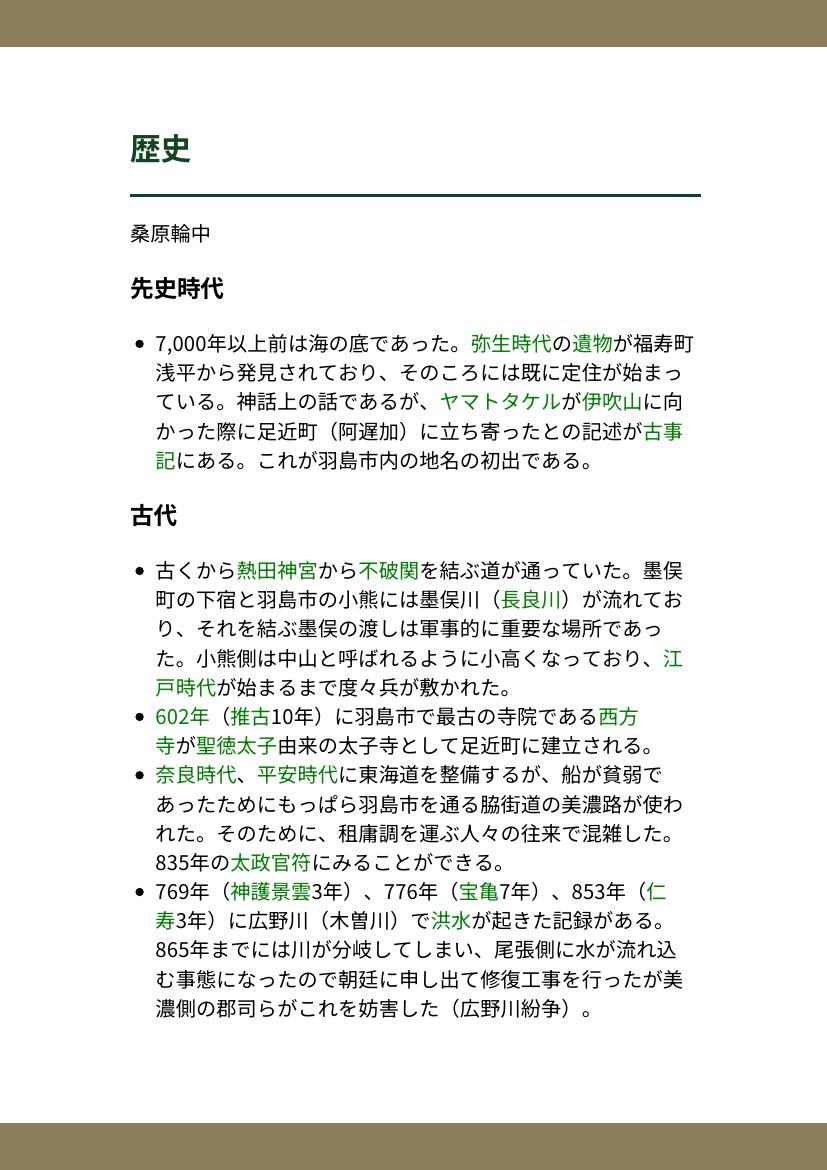 歴史
桑原輪中
先史時代
7,000年以上前は海の底であった。弥生時代の遺物が福寿町
浅平から発見されており、そのころには既に定住が始まっ
ている。神話上の話であるが、ヤマトタケルが伊吹山に向
かった際に足近町（阿遅加）に立ち寄ったとの記述が古事
記にある。これが羽島市内の地名の初出である。
古代
古くから熱田神宮から不破関を結ぶ道が通っていた。墨俣
町の下宿と羽島市の小熊には墨俣川（長良川）が流れてお
り、それを結ぶ墨俣の渡しは軍事的に重要な場所であっ
た。小熊側は中山と呼ばれるように小高くなっており、江
戸時代が始まるまで度々兵が敷かれた。
602年（推古10年）に羽島市で最古の寺院である西方
寺が聖徳太子由来の太子寺として足近町に建立される。
奈良時代、平安時代に東海道を整備するが、船が貧弱で
あったためにもっぱら羽島市を通る脇街道の美濃路が使わ
れた。そのために、租庸調を運ぶ人々の往来で混雑した。
835年の太政官符にみることができる。
769年（神護景雲3年）、776年（宝亀7年）、853年（仁
寿3年）に広野川（木曽川）で洪水が起きた記録がある。
865年までには川が分岐してしまい、尾張側に水が流れ込
む事態になったので朝廷に申し出て修復工事を行ったが美
濃側の郡司らがこれを妨害した（広野川紛争）。